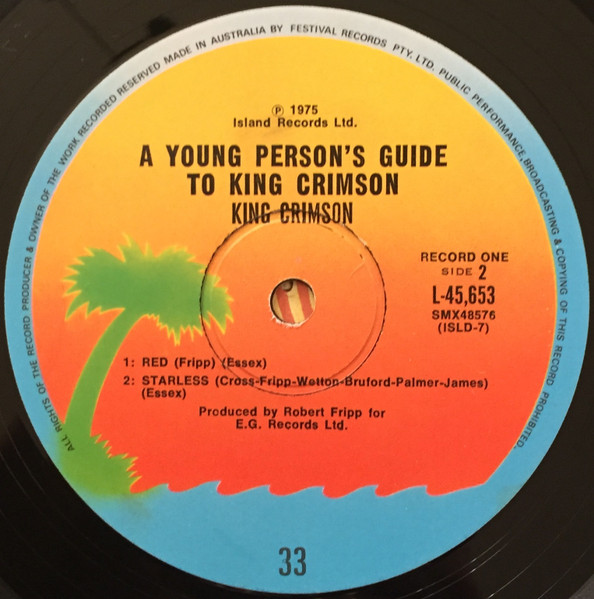 ALL RIGHTS OF THE RECORD PRODUCER & OWNER OF THE WORK RECORDED RESERVED MADE IN AUSTRALIA BY FESTIVAL RECORDS PTY. LTD. PUBLIC PERFORMANCE, BROADCASTING & COPYING OF THIS RECORD PROHIBITED.
℗ 1975
Island Records Ltd.
A YOUNG PERSON'S GUIDE
TO KING CRIMSON
KING CRIMSON
RECORD ONE
SIDE 2
L-45,653
SMX48576
(ISLD-7)
1: RED (Fripp) (Essex)
2: STARLESS (Cross-Fripp-Wetton-Bruford-Palmer-James)
(Essex)
Produced by Robert Fripp for
E.G. Records Ltd.
33